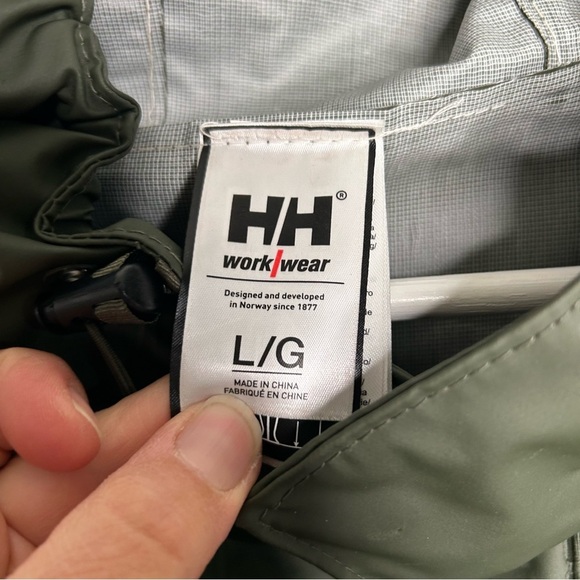 HH®
work/wear
Designed and developed
in Norway since 1877
L/G
MADE IN CHINA
FABRIQUÉ EN CHINE